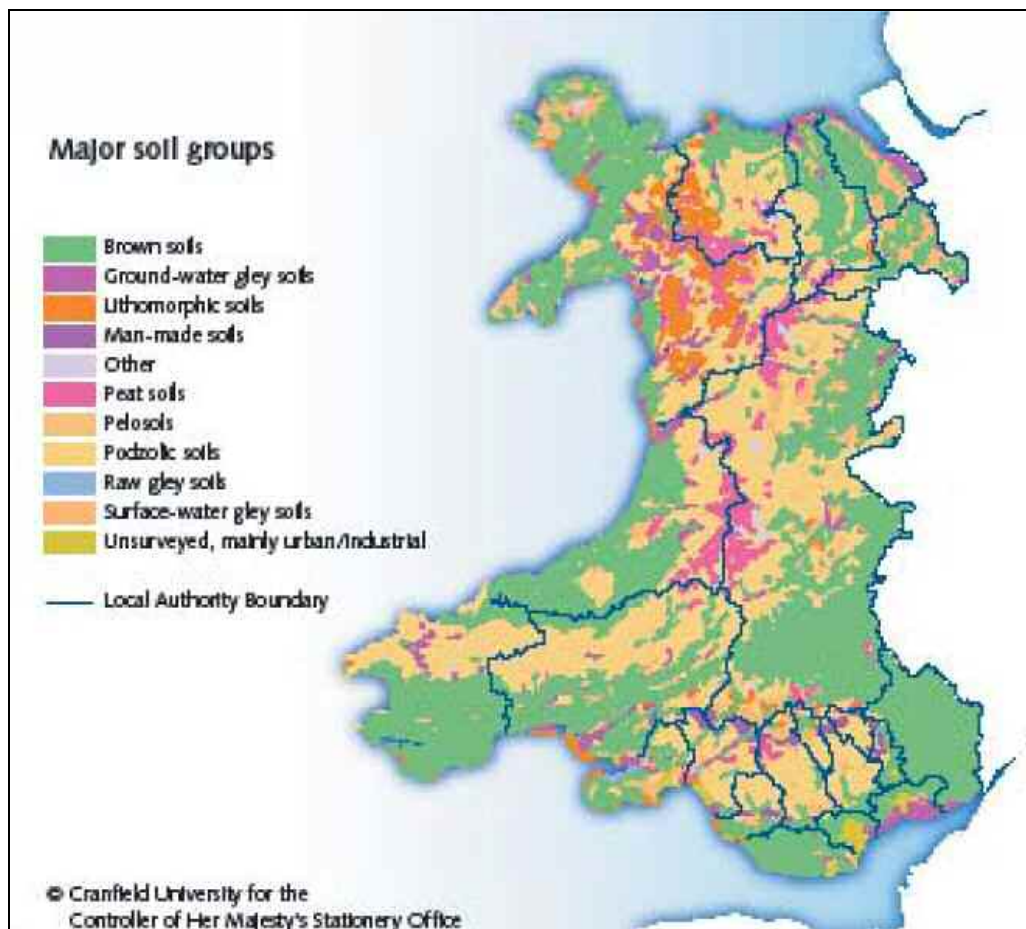 Major soil groups
Brown soils
Ground-water gley soils
Lithomorphic soils
Man-made soils
Other
Peat soils
Pelosols
Podzolic soils
Raw gley soils
Surface-water gley soils
Unsurveyed, mainly urban/industrial
Local Authority Boundary
© Cranfield University for the
Controller of Her Majesty's Stationery Office